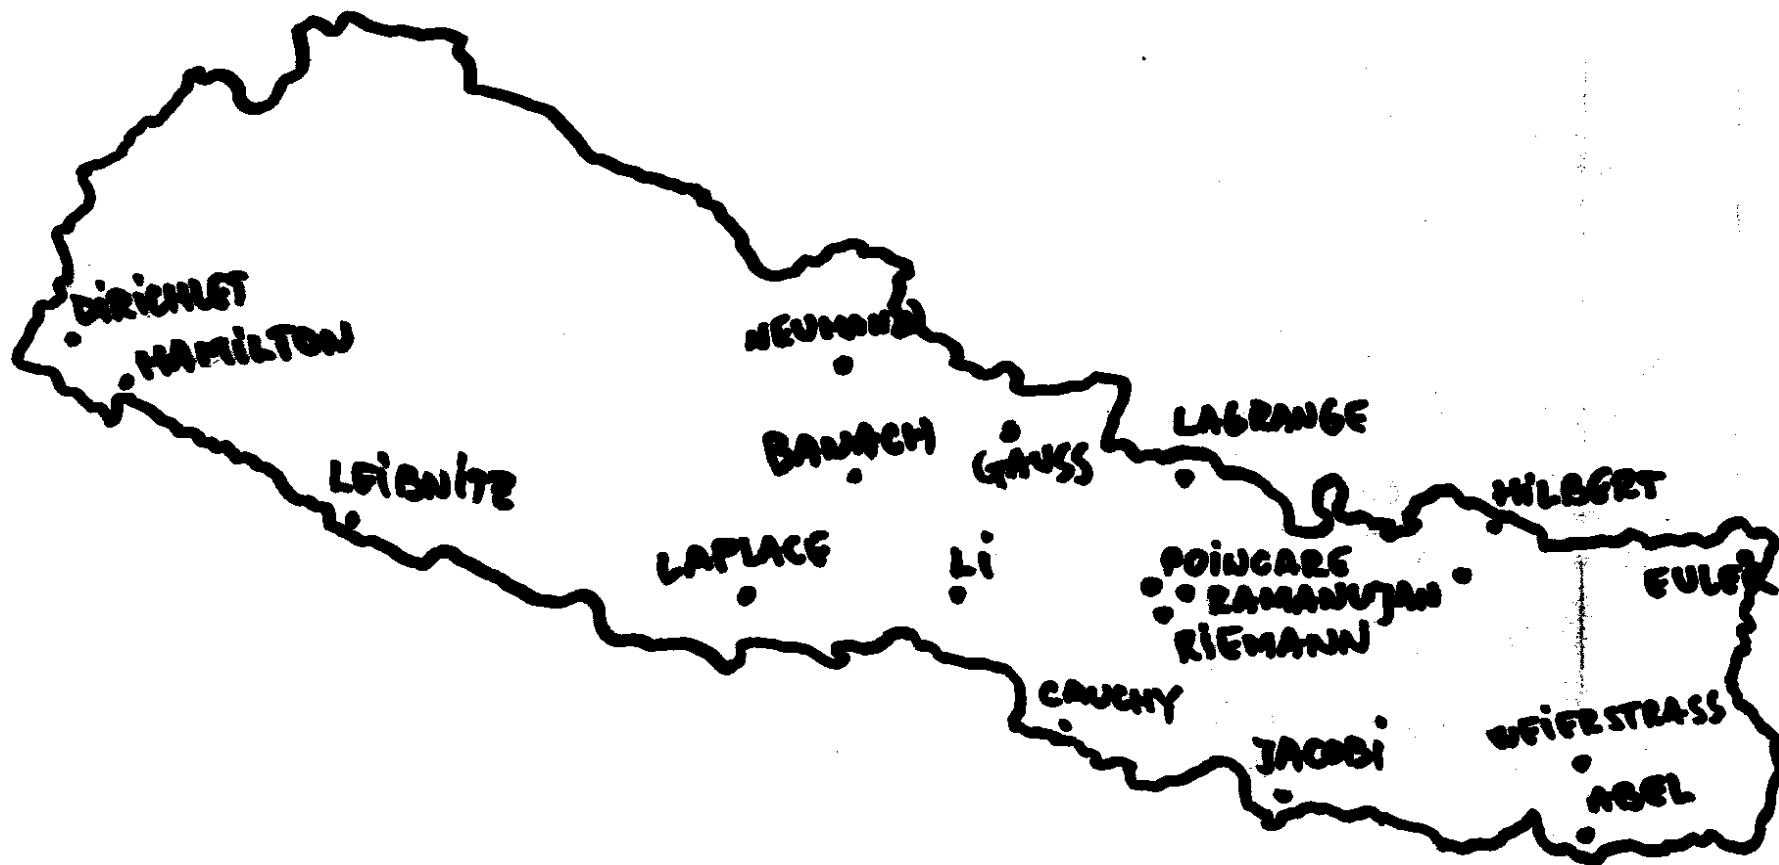 DiRiCHLET
HAMiLTON
NEUMANN
LAGRANGE
BANACH
GAUSS
LEiBNiTZ
HiLBERT
LAPLACE
Li
POiNCARE
EULER
RAMANUJAN
RiEMANN
CAUCHY
WEiERSTRASS
JACOBi
ABEL